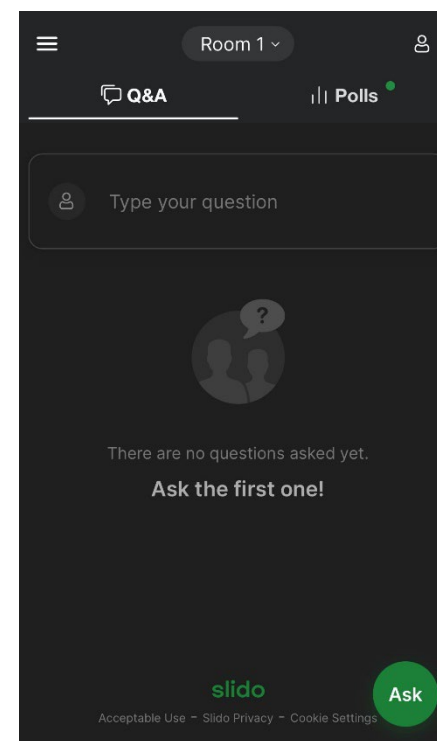 Room 1
Q&A
Polls
Type your question
?
There are no questions asked yet.
Ask the first one!
slido
Ask
Acceptable Use - Slido Privacy - Cookie Settings